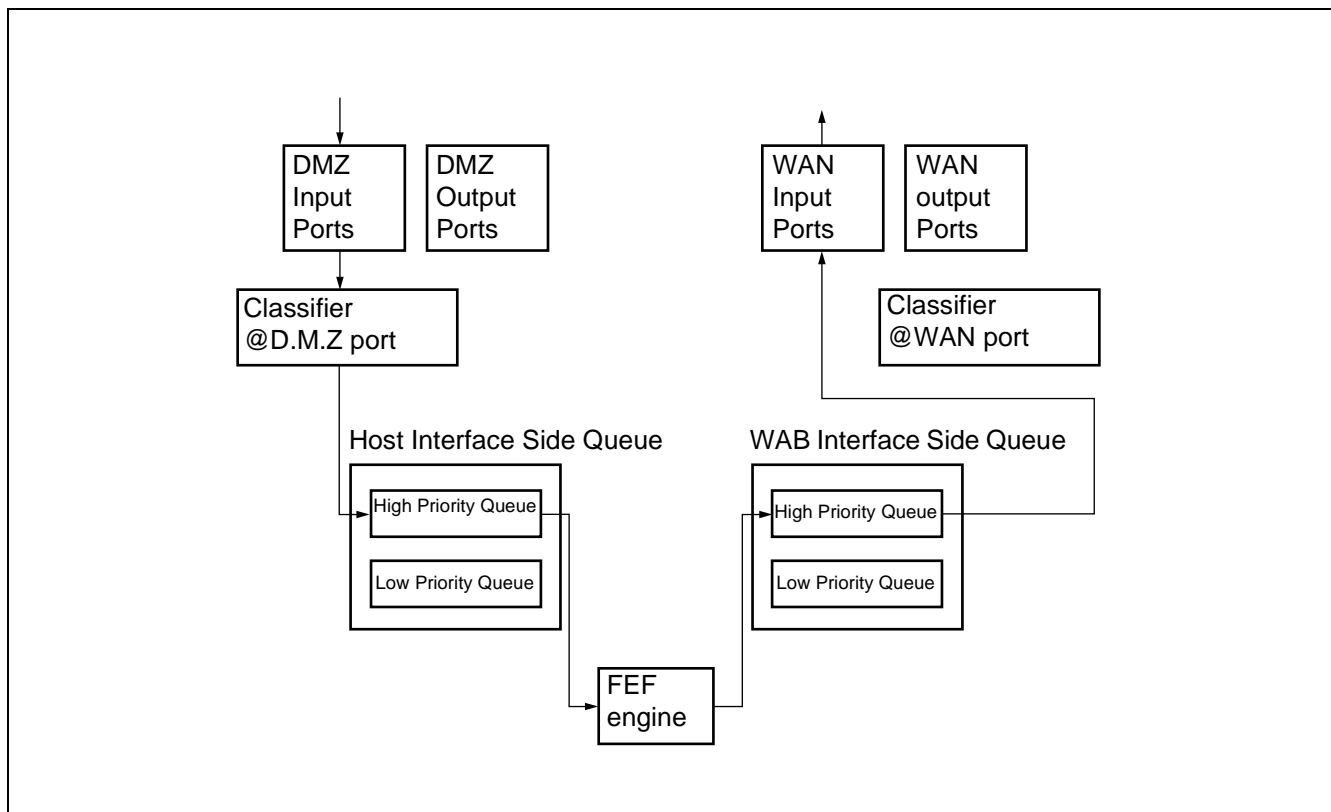 DMZ
Input
Ports
DMZ
Output
Ports
WAN
Input
Ports
WAN
output
Ports
Classifier
@D.M.Z port
Classifier
@WAN port
Host Interface Side Queue
WAB Interface Side Queue
High Priority Queue
Low Priority Queue
High Priority Queue
Low Priority Queue
FEF
engine